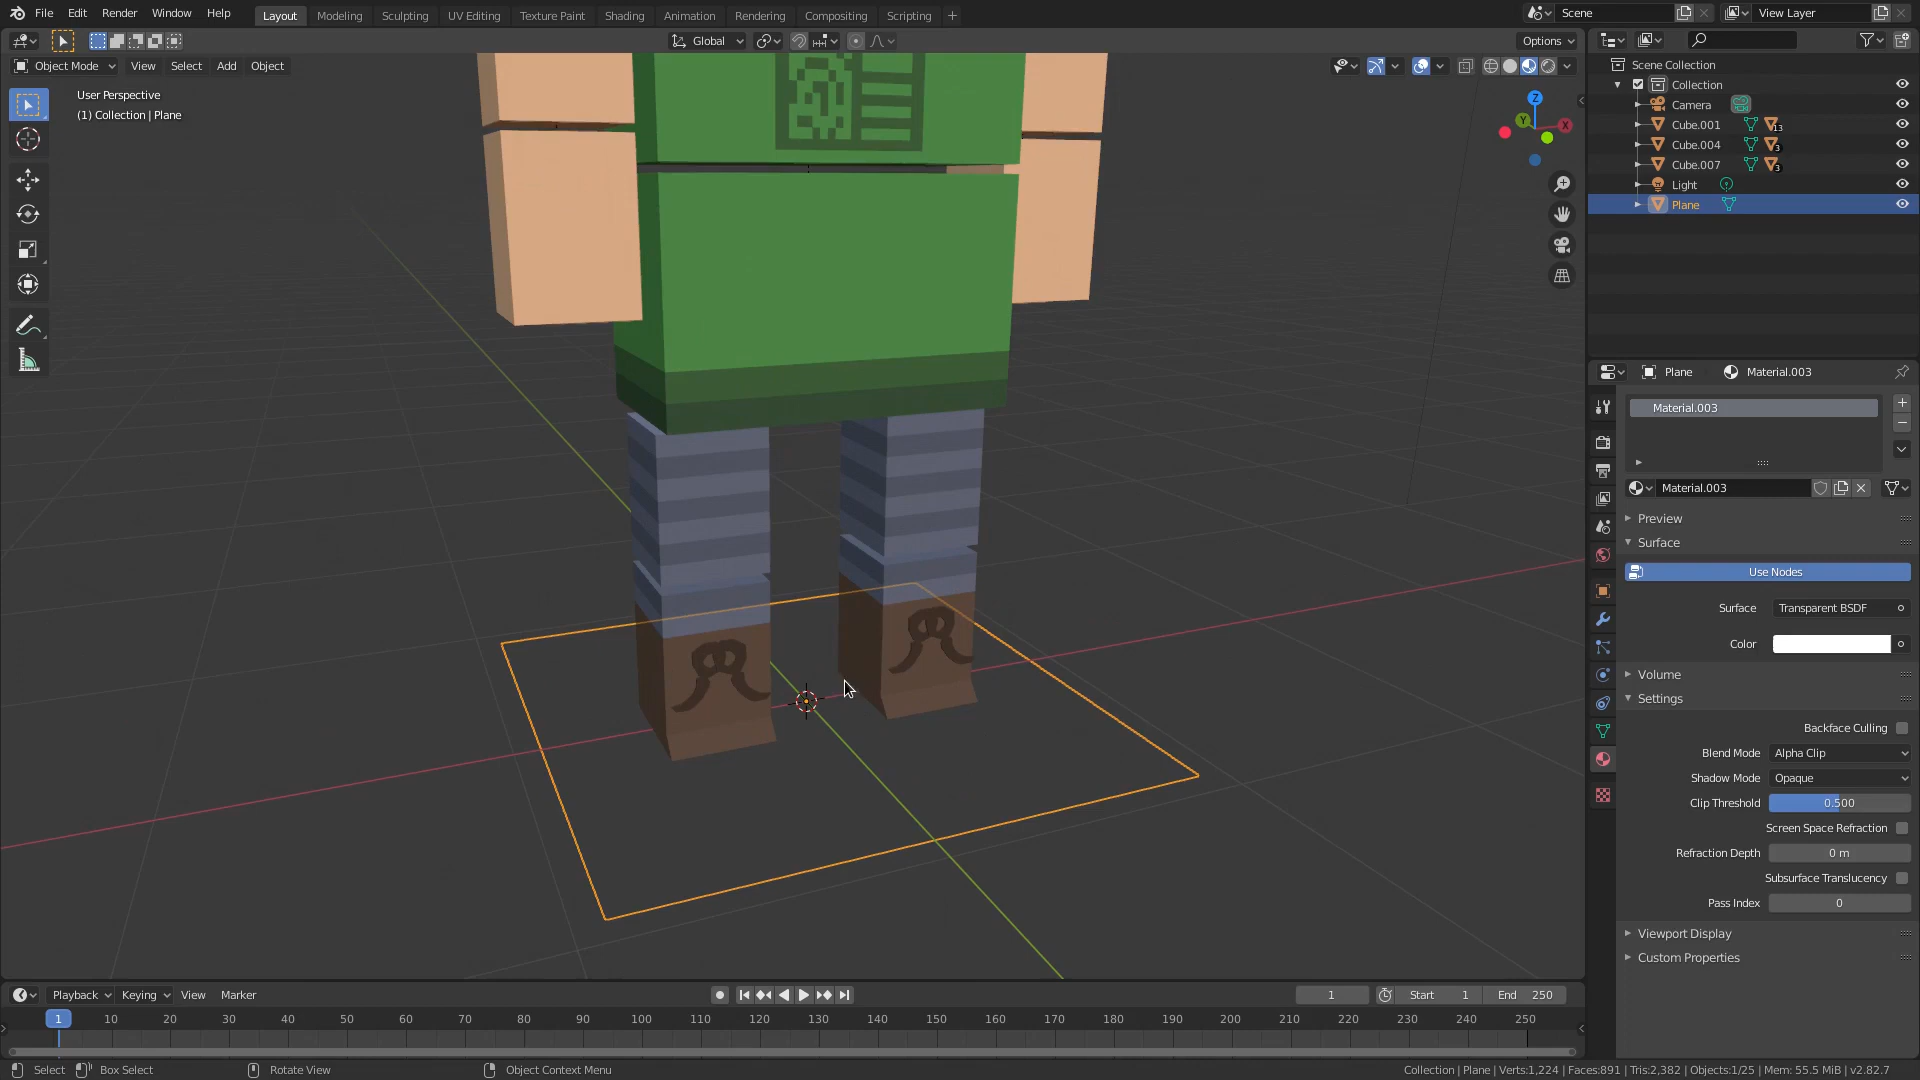 File Edit Render Window Help Layout Modeling Sculpting UV Editing Texture Paint Shading Animation Rendering Compositing Scripting + Scene View Layer
Global Options
Object Mode View Select Add Object
User Perspective
(1) Collection | Plane
Z
Y
X
Scene Collection
Collection
Camera
Cube.001 13
Cube.004 3
Cube.007 3
Light
Plane
Plane Material.003
Material.003
Material.003
Preview
Surface
Use Nodes
Surface Transparent BSDF
Color
Volume
Settings
Backface Culling
Blend Mode Alpha Clip
Shadow Mode Opaque
Clip Threshold 0.500
Screen Space Refraction
Refraction Depth 0 m
Subsurface Translucency
Pass Index 0
Viewport Display
Custom Properties
Playback Keying View Marker 1 Start 1 End 250
1 10 20 30 40 50 60 70 80 90 100 110 120 130 140 150 160 170 180 190 200 210 220 230 240 250
Select Box Select Rotate View Object Context Menu Collection | Plane | Verts:1,224 | Faces:891 | Tris:2,382 | Objects:1/25 | Mem: 55.5 MiB | v2.82.7